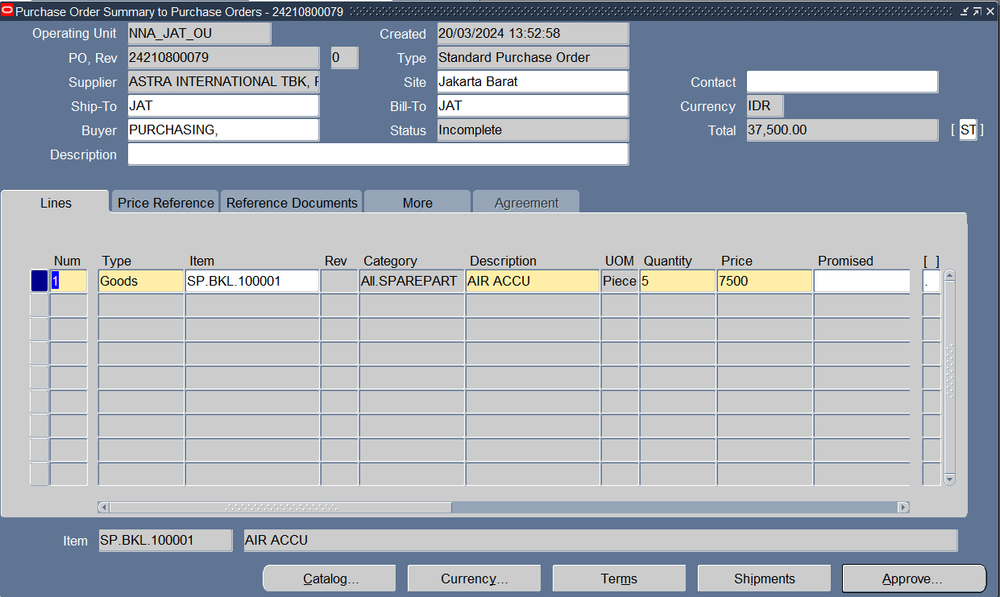 Purchase Order Summary to Purchase Orders - 24210800079
Operating Unit NNA_JAT_OU Created 20/03/2024 13:52:58
PO, Rev 24210800079 0 Type Standard Purchase Order
Supplier ASTRA INTERNATIONAL TBK, P Site Jakarta Barat Contact
Ship-To JAT Bill-To JAT Currency IDR
Buyer PURCHASING, Status Incomplete Total 37,500.00 [ ST ]
Description
Lines Price Reference Reference Documents More Agreement
Num Type Item Rev Category Description UOM Quantity Price Promised [ ]
1 Goods SP.BKL.100001 All.SPAREPART AIR ACCU Piece 5 7500 .
Item SP.BKL.100001 AIR ACCU
Catalog... Currency... Terms Shipments Approve...